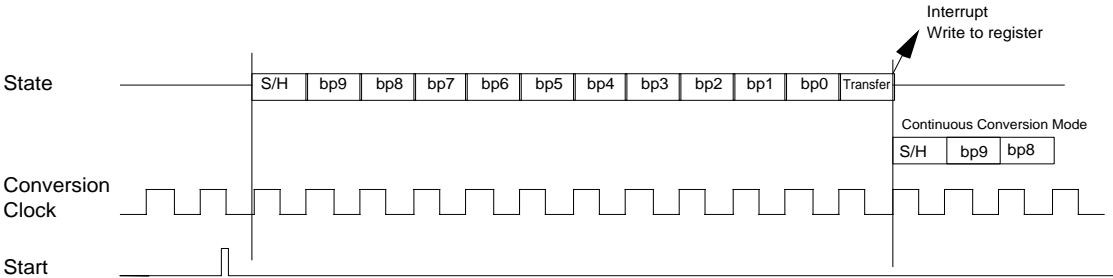 Interrupt
Write to register
State
S/H bp9 bp8 bp7 bp6 bp5 bp4 bp3 bp2 bp1 bp0 Transfer
Continuous Conversion Mode
S/H bp9 bp8
Conversion
Clock
Start